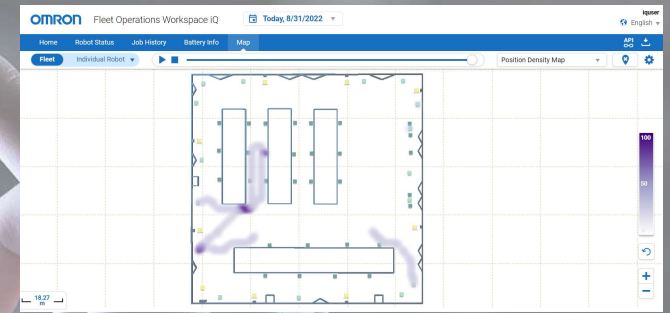 OMRON Fleet Operations Workspace iQ Today, 8/31/2022 iquser
English
Home Robot Status Job History Battery Info Map API
Fleet Individual Robot Position Density Map
100
50
18.27
m